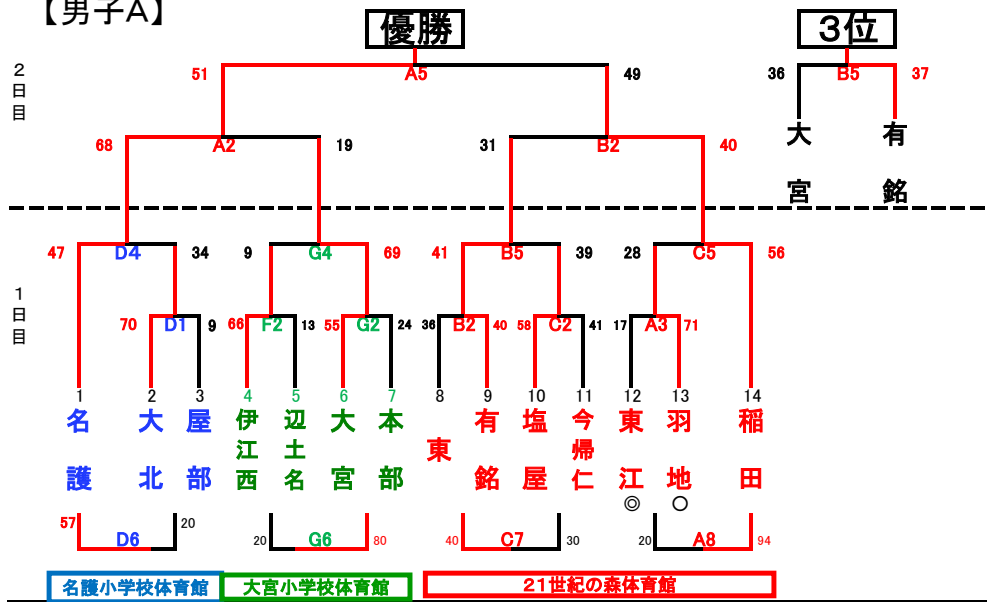 【男子A】
優勝
3位
2日目
51
A5
49
36
B5
37
大宮
有銘
68
A2
19
31
B2
40
1日目
47
D4
34
9
G4
69
41
B5
39
28
C5
56
70
D1
9
66
F2
13
55
G2
24
36
B2
40
58
C2
41
17
A3
71
1
2
3
4
5
6
7
8
9
10
11
12
13
14
名護
大北
屋部
伊江西
辺土名
大宮
本部
東
有銘
塩屋
今帰仁
東江
羽地
稲田
◎
○
57
D6
20
20
G6
80
40
C7
30
20
A8
94
名護小学校体育館
大宮小学校体育館
21世紀の森体育館